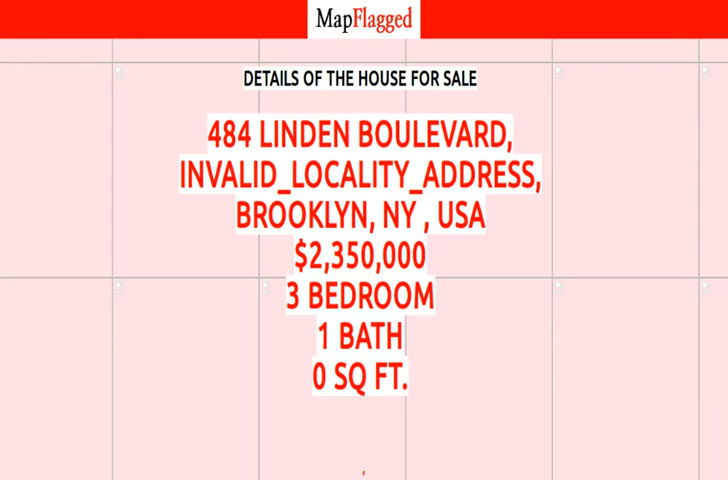 MapFlagged
DETAILS OF THE HOUSE FOR SALE
484 LINDEN BOULEVARD,
INVALID_LOCALITY_ADDRESS,
BROOKLYN, NY , USA
$2,350,000
3 BEDROOM
1 BATH
0 SQ FT.
,